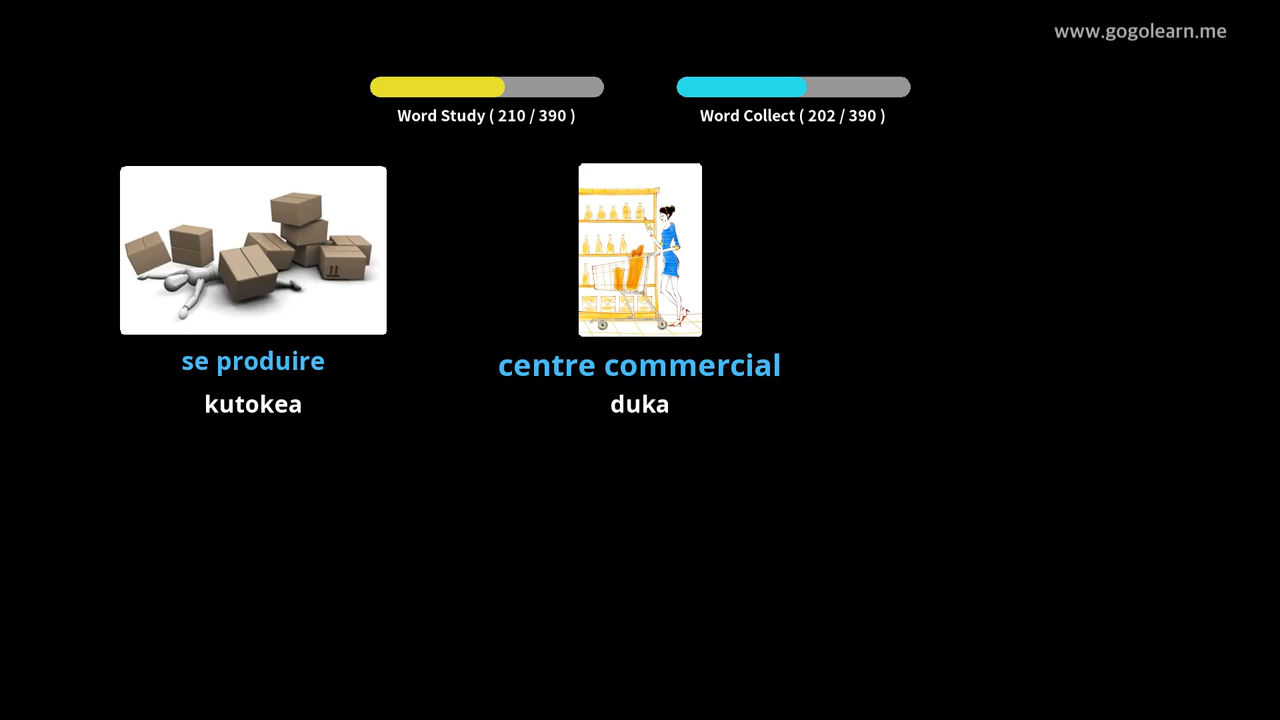 www.gogolearn.me
Word Study ( 210 / 390 )
Word Collect ( 202 / 390 )
se produire
kutokea
centre commercial
duka